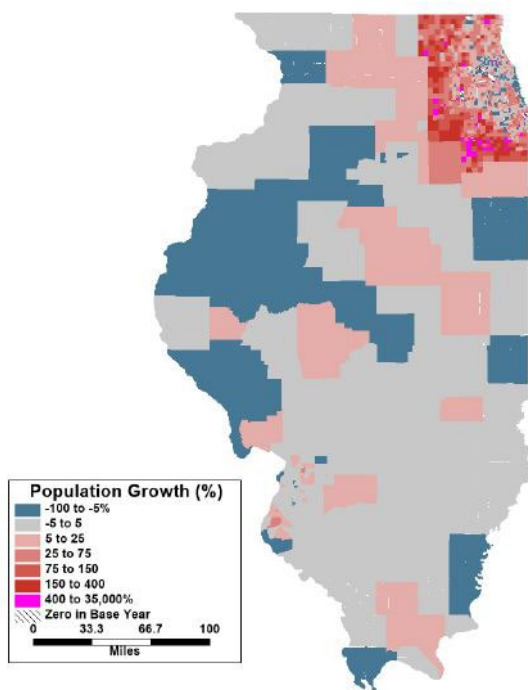 Population Growth (%)
-100 to -5%
-5 to 5
5 to 25
25 to 75
75 to 150
150 to 400
400 to 35,000%
Zero in Base Year
0 33.3 66.7 100
Miles